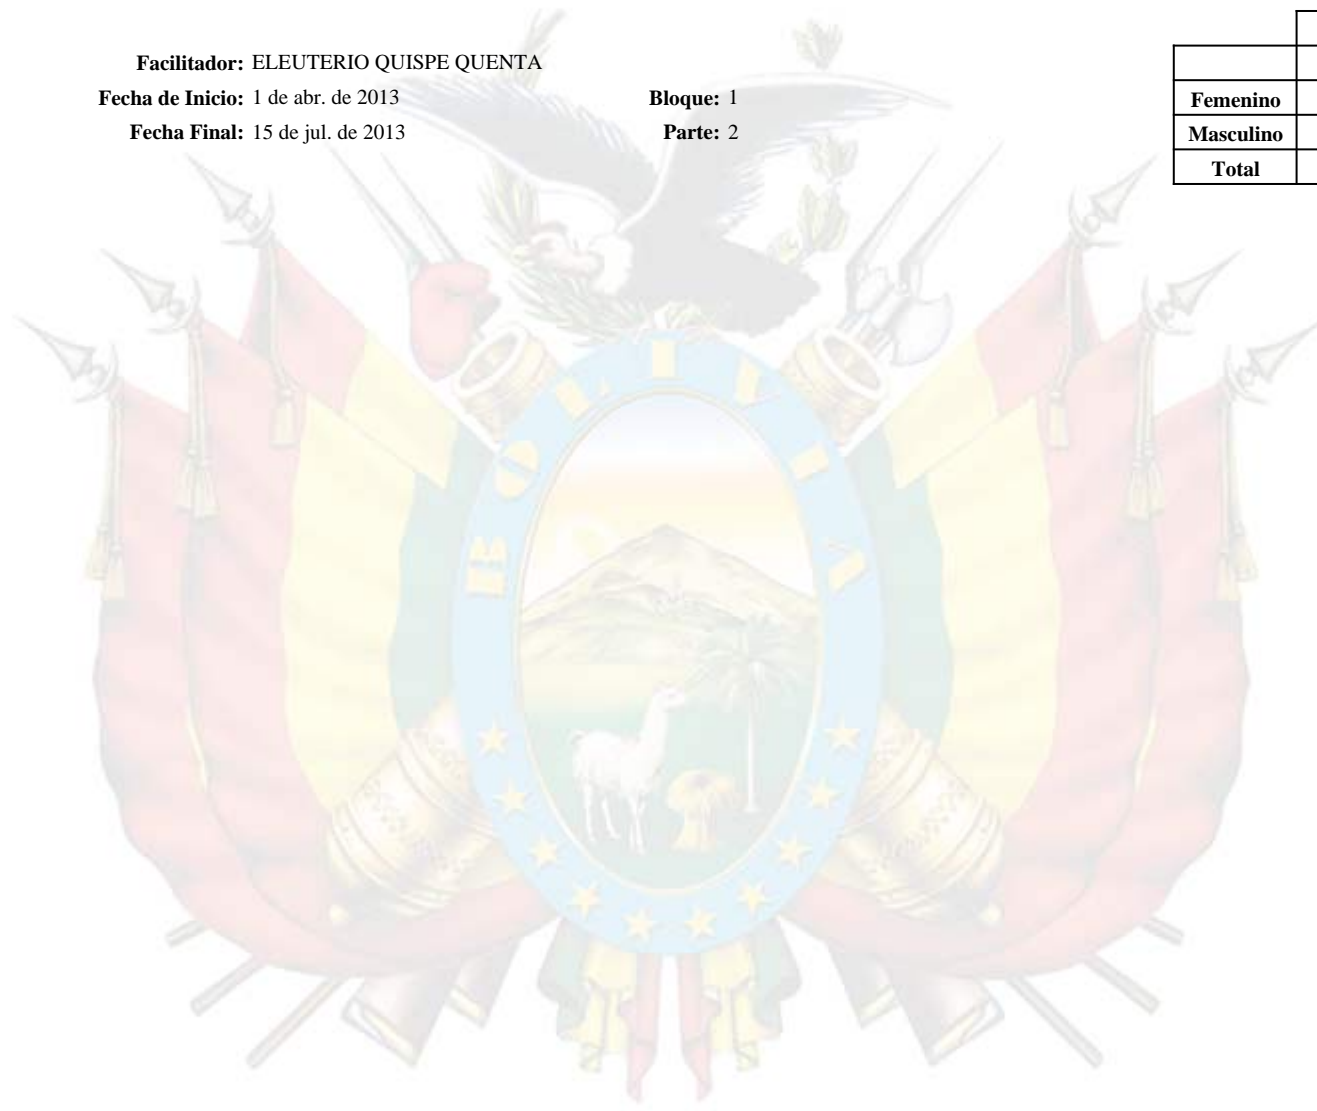 Facilitador: ELEUTERIO QUISPE QUENTA
Fecha de Inicio: 1 de abr. de 2013 Bloque: 1
Fecha Final: 15 de jul. de 2013 Parte: 2
Femenino
Masculino
Total
BOLIVIA